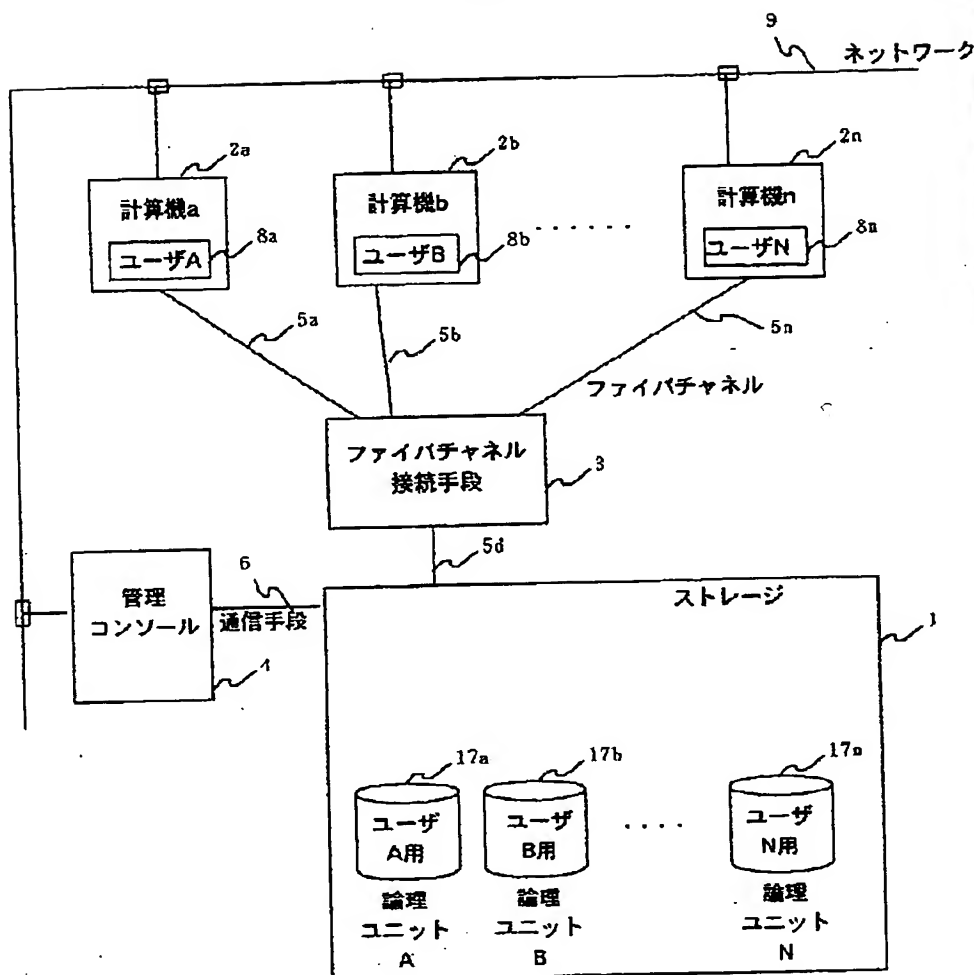 9
ネットワーク
2a
2b
2n
計算機a
計算機b
計算機n
8a
8b
8n
ユーザA
ユーザB
・・・・・・
ユーザN
5a
5b
5n
ファイバチャネル
ファイバチャネル
接続手段
3
5d
6
ストレージ
管理
コンソール
通信手段
1
4
17a
17b
17n
ユーザ
A用
ユーザ
B用
・・・・
ユーザ
N用
論理
ユニット
A
論理
ユニット
B
論理
ユニット
N